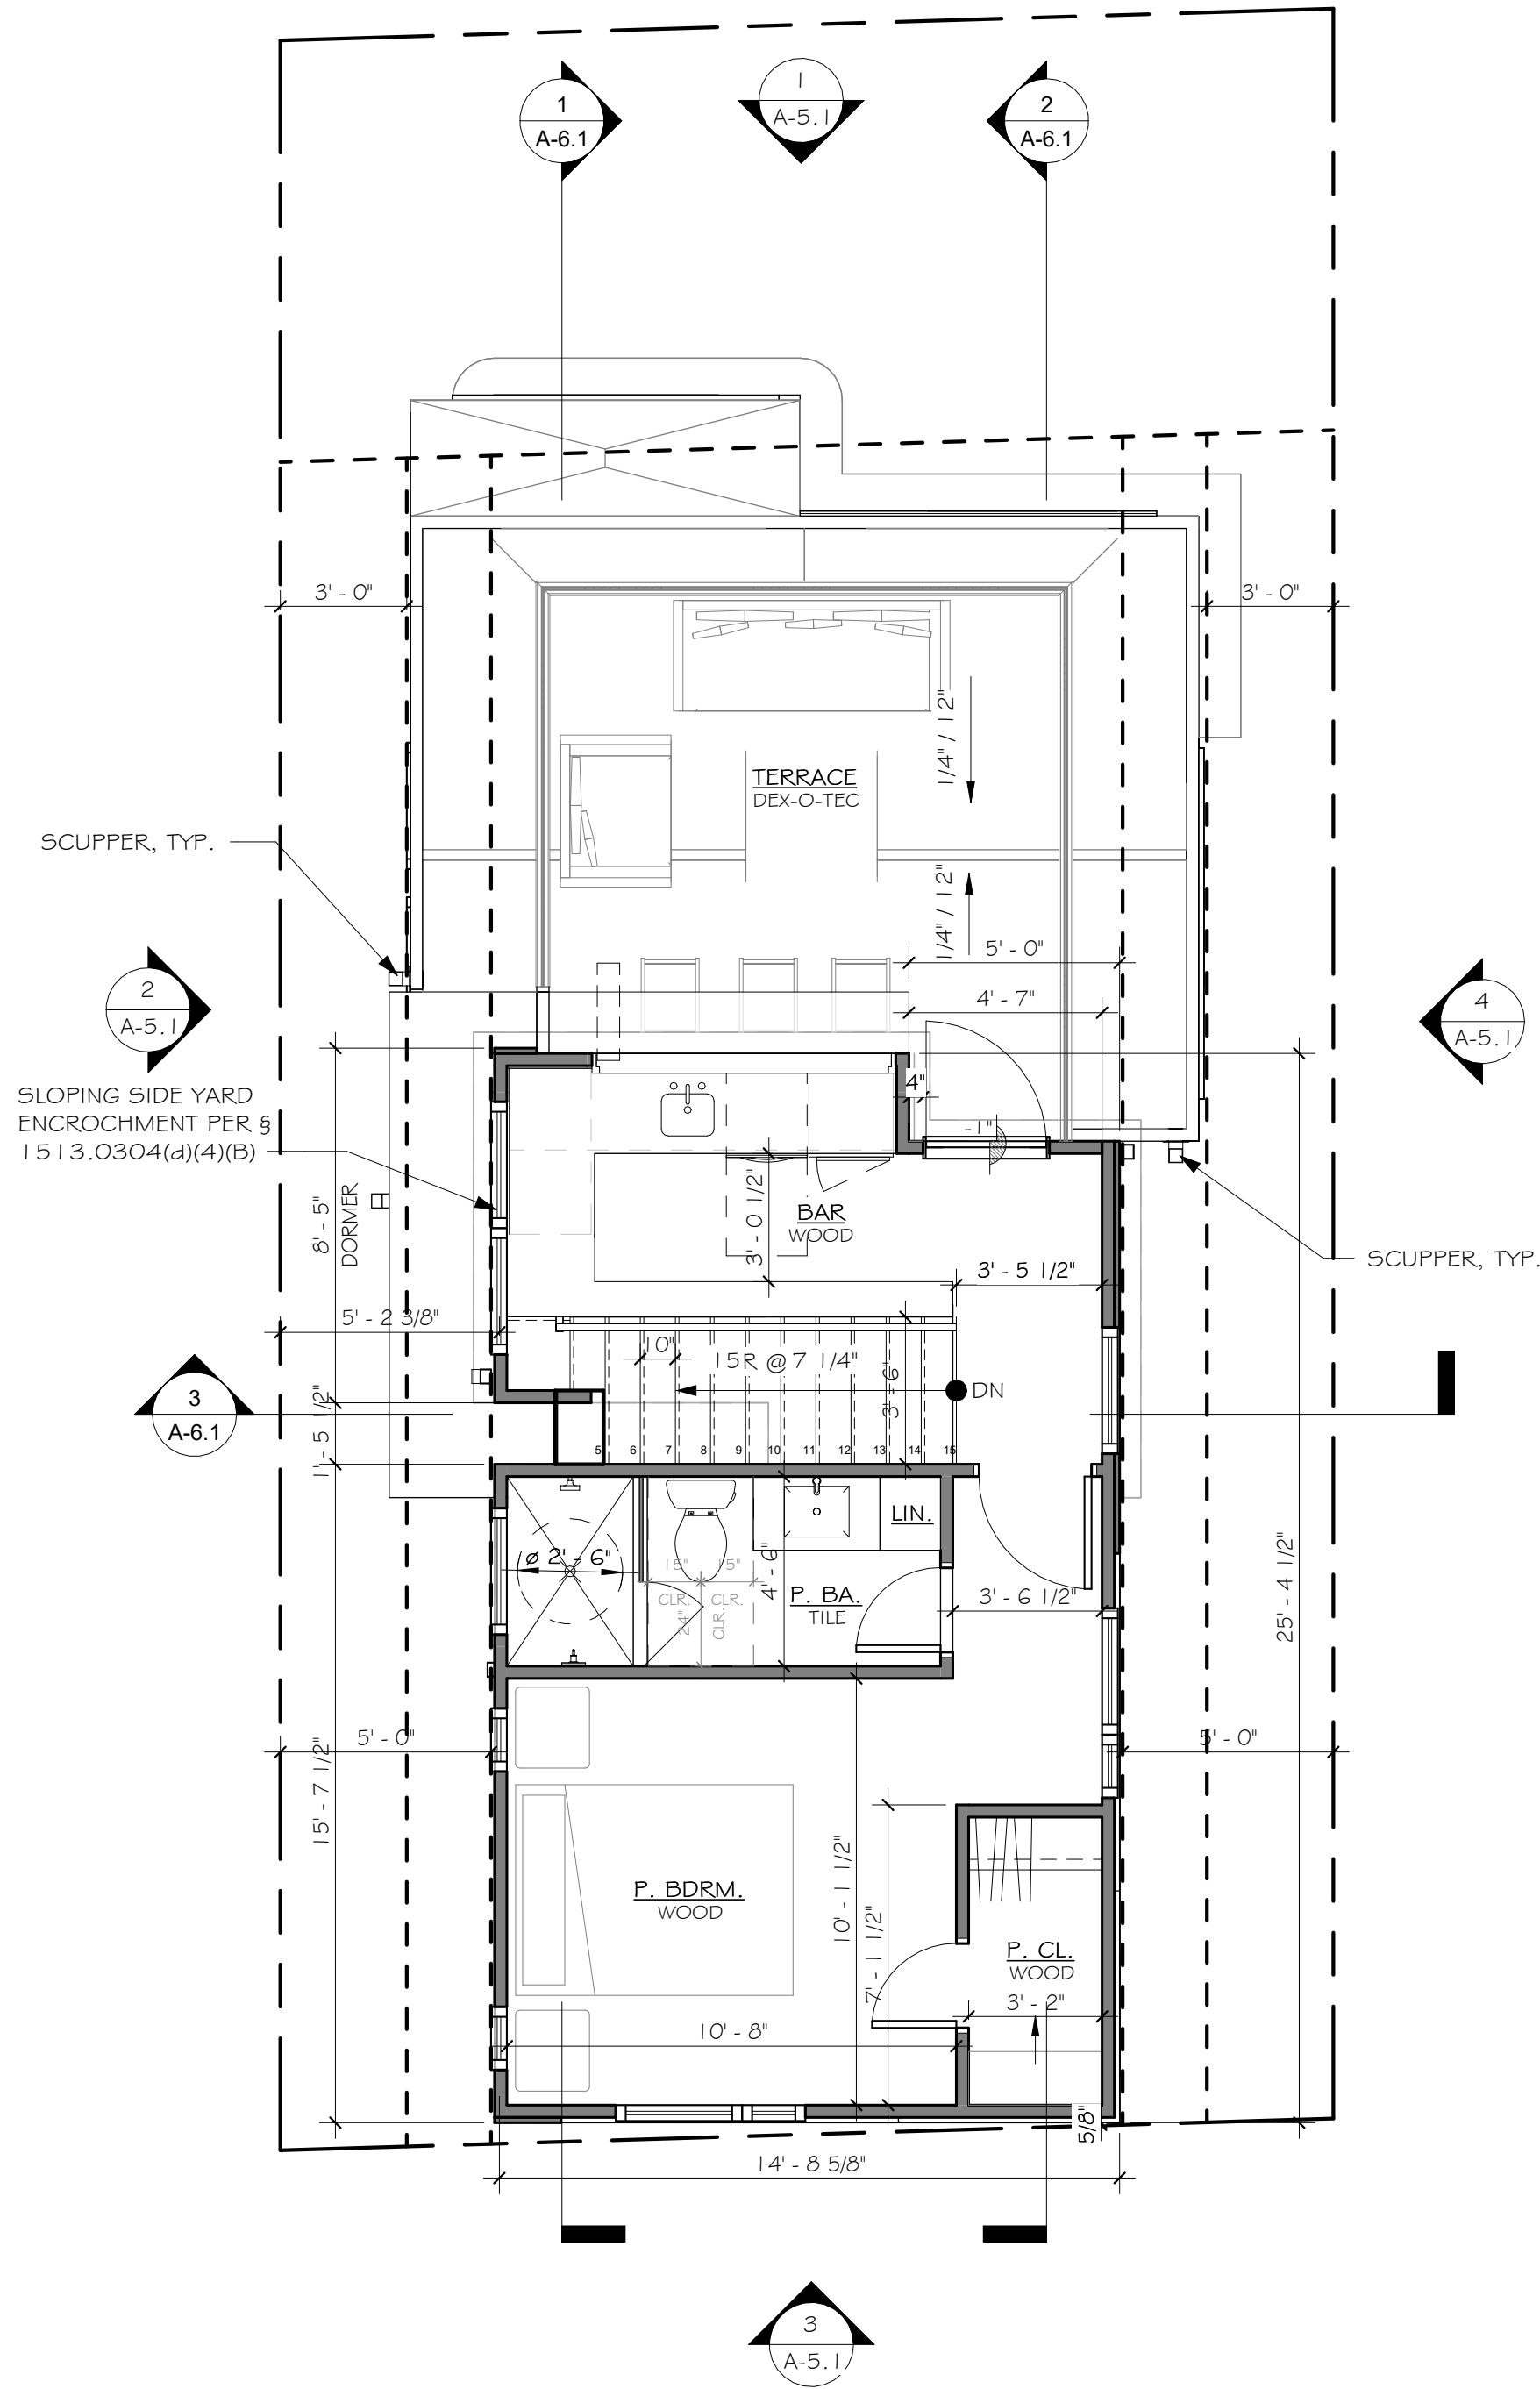 1
A-6.1
1
A-5.1
2
A-6.1
3' - 0"
3' - 0"
1/4" / 12"
TERRACE
DEX-O-TEC
SCUPPER, TYP.
1/4" / 12"
5' - 0"
4' - 7"
2
A-5.1
4
A-5.1
SLOPING SIDE YARD
ENCROCHMENT PER §
1513.0304(d)(4)(B)
4"
-1"
8' - 5"
DORMER
3' - 0 1/2"
BAR
WOOD
SCUPPER, TYP.
3' - 5 1/2"
5' - 2 3/8"
10"
15R @ 7 1/4"
3' - 6"
DN
3
A-6.1
1' - 5 1/2"
5 6 7 8 9 10 11 12 13 14 15
LIN.
ø 2' - 6"
15" 15"
CLR. CLR.
24"
CLR.
4' - 6"
P. BA.
TILE
3' - 6 1/2"
25' - 4 1/2"
5' - 0"
5' - 0"
15' - 7 1/2"
P. BDRM.
WOOD
10' - 1 1/2"
7' - 1 1/2"
P. CL.
WOOD
3' - 2"
10' - 8"
5/8"
14' - 8 5/8"
3
A-5.1